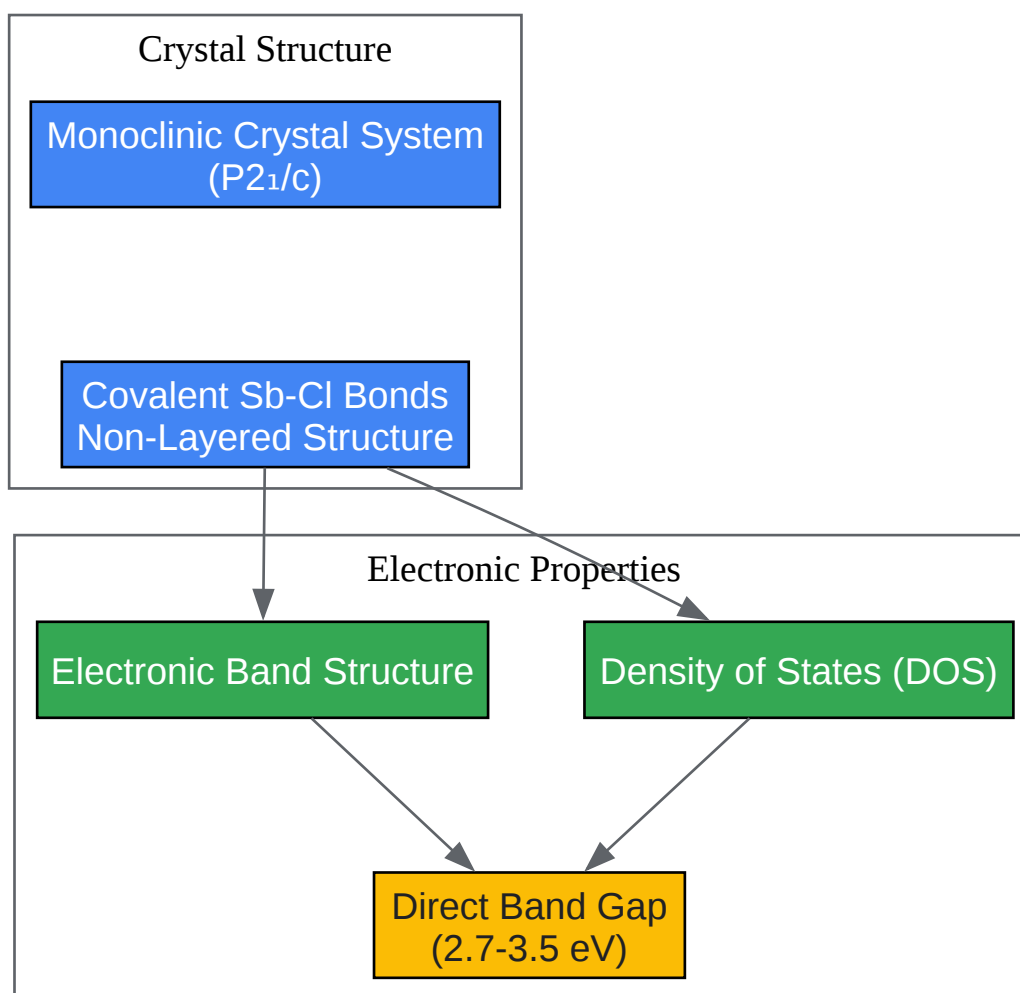 Crystal Structure
Monoclinic Crystal System
(P2₁/c)
Covalent Sb-Cl Bonds
Non-Layered Structure
Electronic Properties
Electronic Band Structure
Density of States (DOS)
Direct Band Gap
(2.7-3.5 eV)